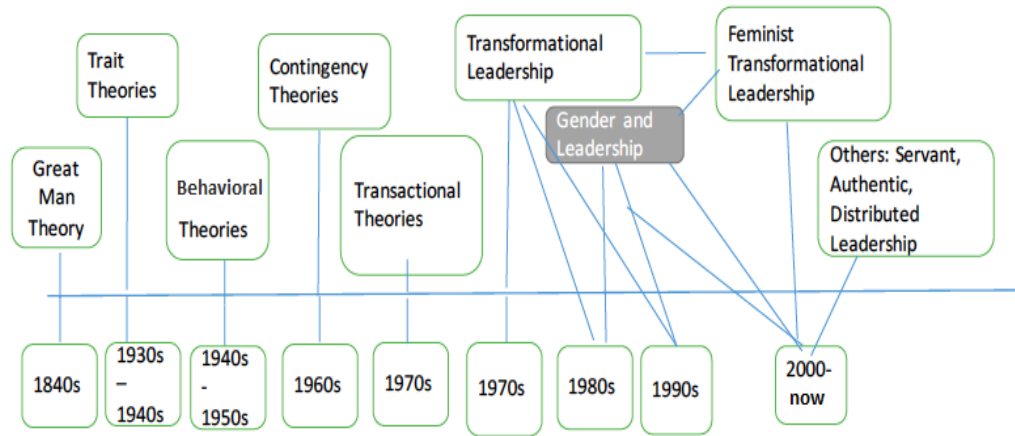 Trait
Theories
Contingency
Theories
Transformational
Leadership
Feminist
Transformational
Leadership
Gender and
Leadership
Great
Man
Theory
Behavioral
Theories
Transactional
Theories
Others: Servant,
Authentic,
Distributed
Leadership
1840s
1930s
–
1940s
1940s
-
1950s
1960s
1970s
1970s
1980s
1990s
2000-
now